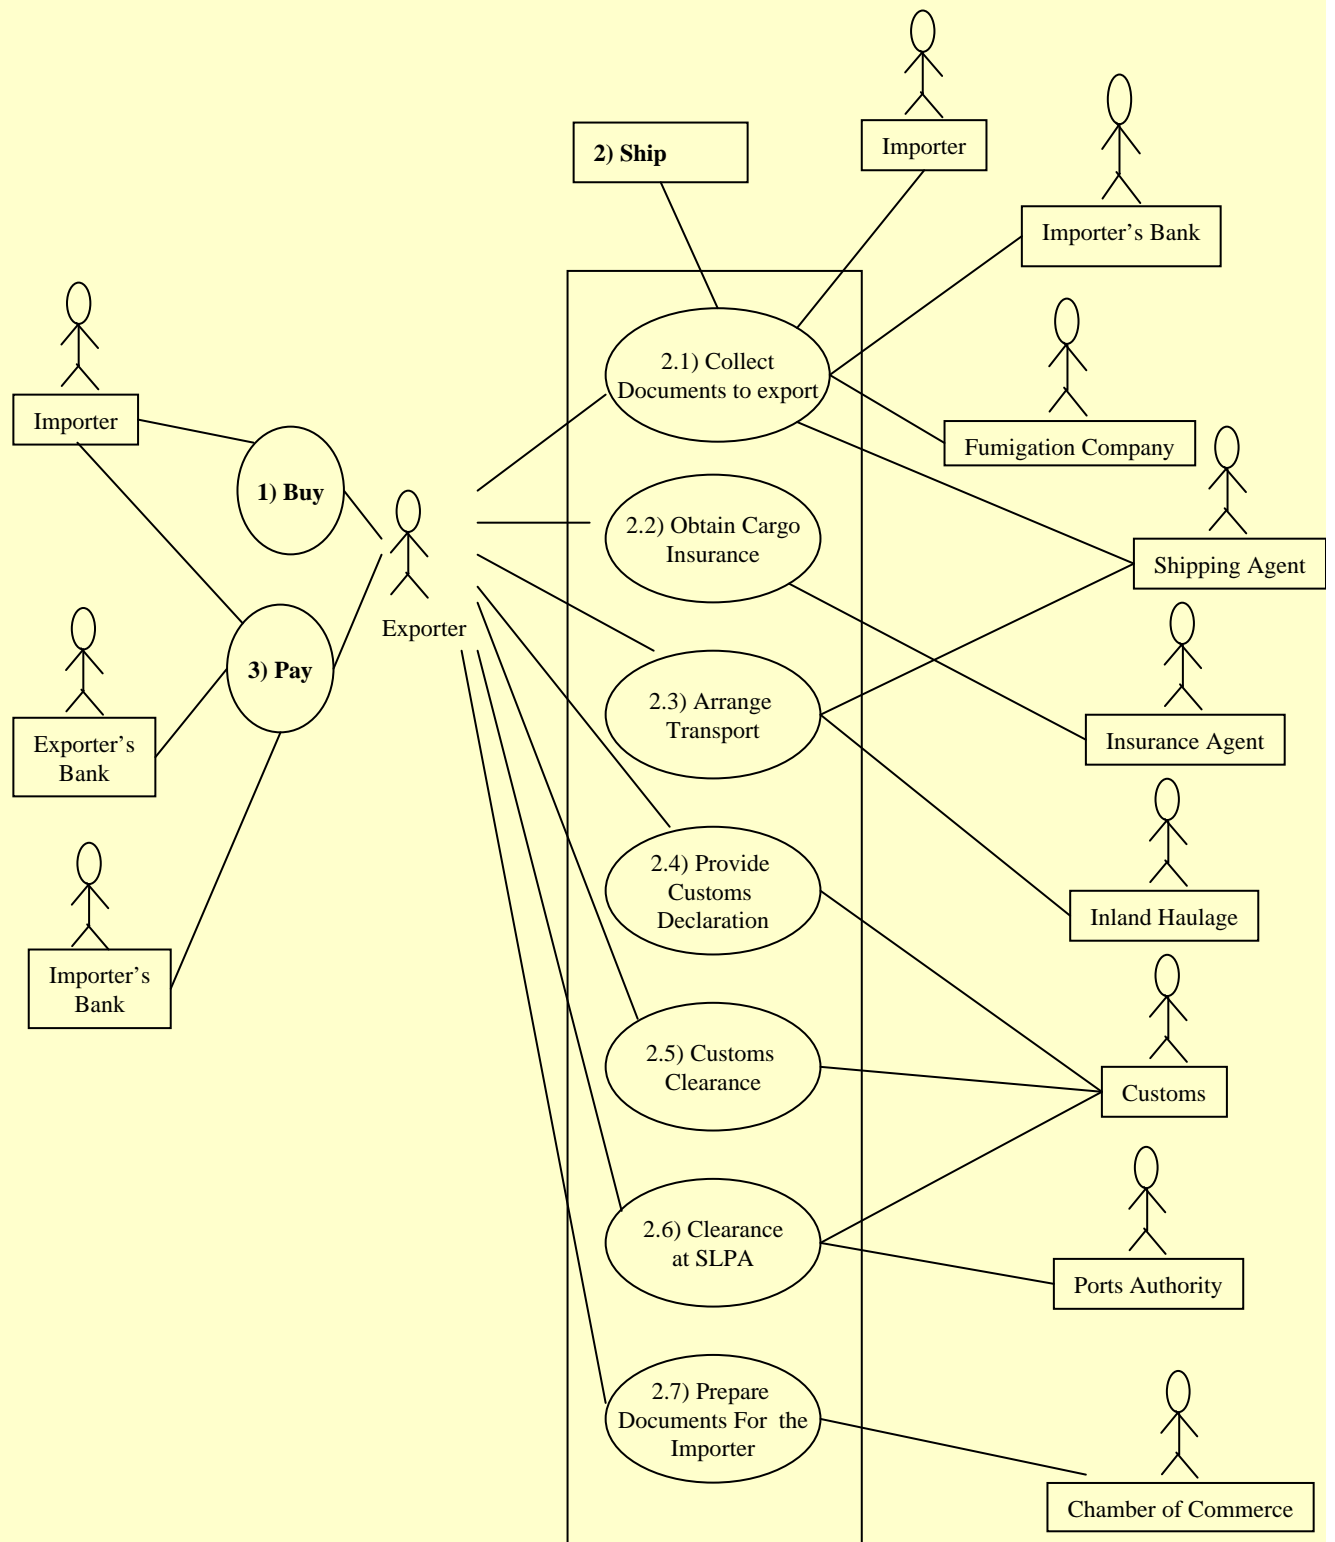 Importer
2) Ship
Importer’s Bank
2.1) Collect
Documents to export
Importer
Fumigation Company
1) Buy
2.2) Obtain Cargo
Insurance
Shipping Agent
Exporter
3) Pay
2.3) Arrange
Transport
Exporter’s
Bank
Insurance Agent
2.4) Provide
Customs
Declaration
Inland Haulage
Importer’s
Bank
2.5) Customs
Clearance
Customs
2.6) Clearance
at SLPA
Ports Authority
2.7) Prepare
Documents For the
Importer
Chamber of Commerce